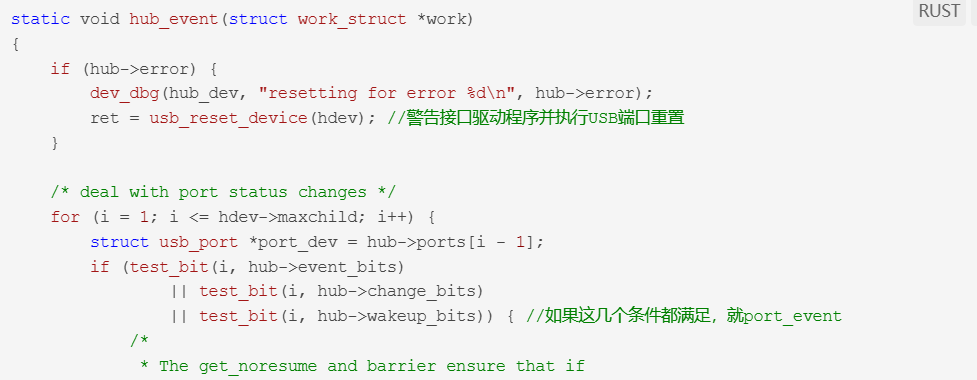 RUST
static void hub_event(struct work_struct *work)
{
    if (hub->error) {
        dev_dbg(hub_dev, "resetting for error %d\n", hub->error);
        ret = usb_reset_device(hdev); //警告接口驱动程序并执行USB端口重置
    }
    /* deal with port status changes */
    for (i = 1; i <= hdev->maxchild; i++) {
        struct usb_port *port_dev = hub->ports[i - 1];
        if (test_bit(i, hub->event_bits)
                || test_bit(i, hub->change_bits)
                || test_bit(i, hub->wakeup_bits)) { //如果这几个条件都满足, 就port_event
            /*
             * The get_noresume and barrier ensure that if